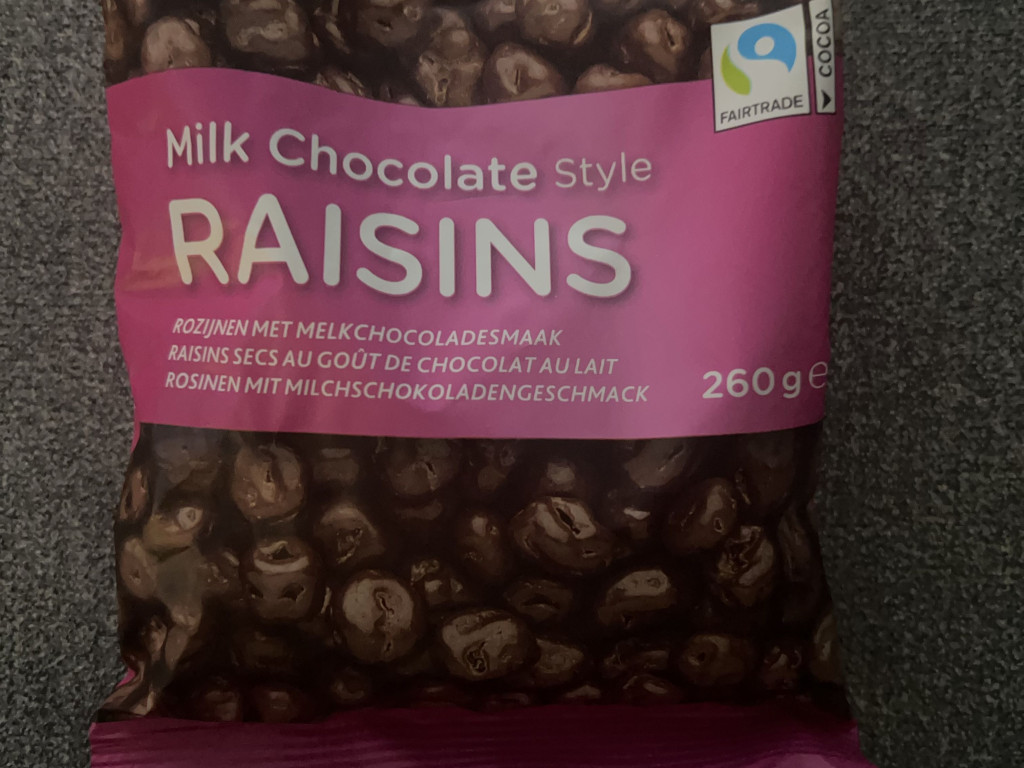 FAIRTRADE
COCOA
Milk Chocolate Style
RAISINS
ROZIJNEN MET MELKCHOCOLADESMAAK
RAISINS SECS AU GOÛT DE CHOCOLAT AU LAIT
ROSINEN MIT MILCHSCHOKOLADENGESCHMACK
260 g e